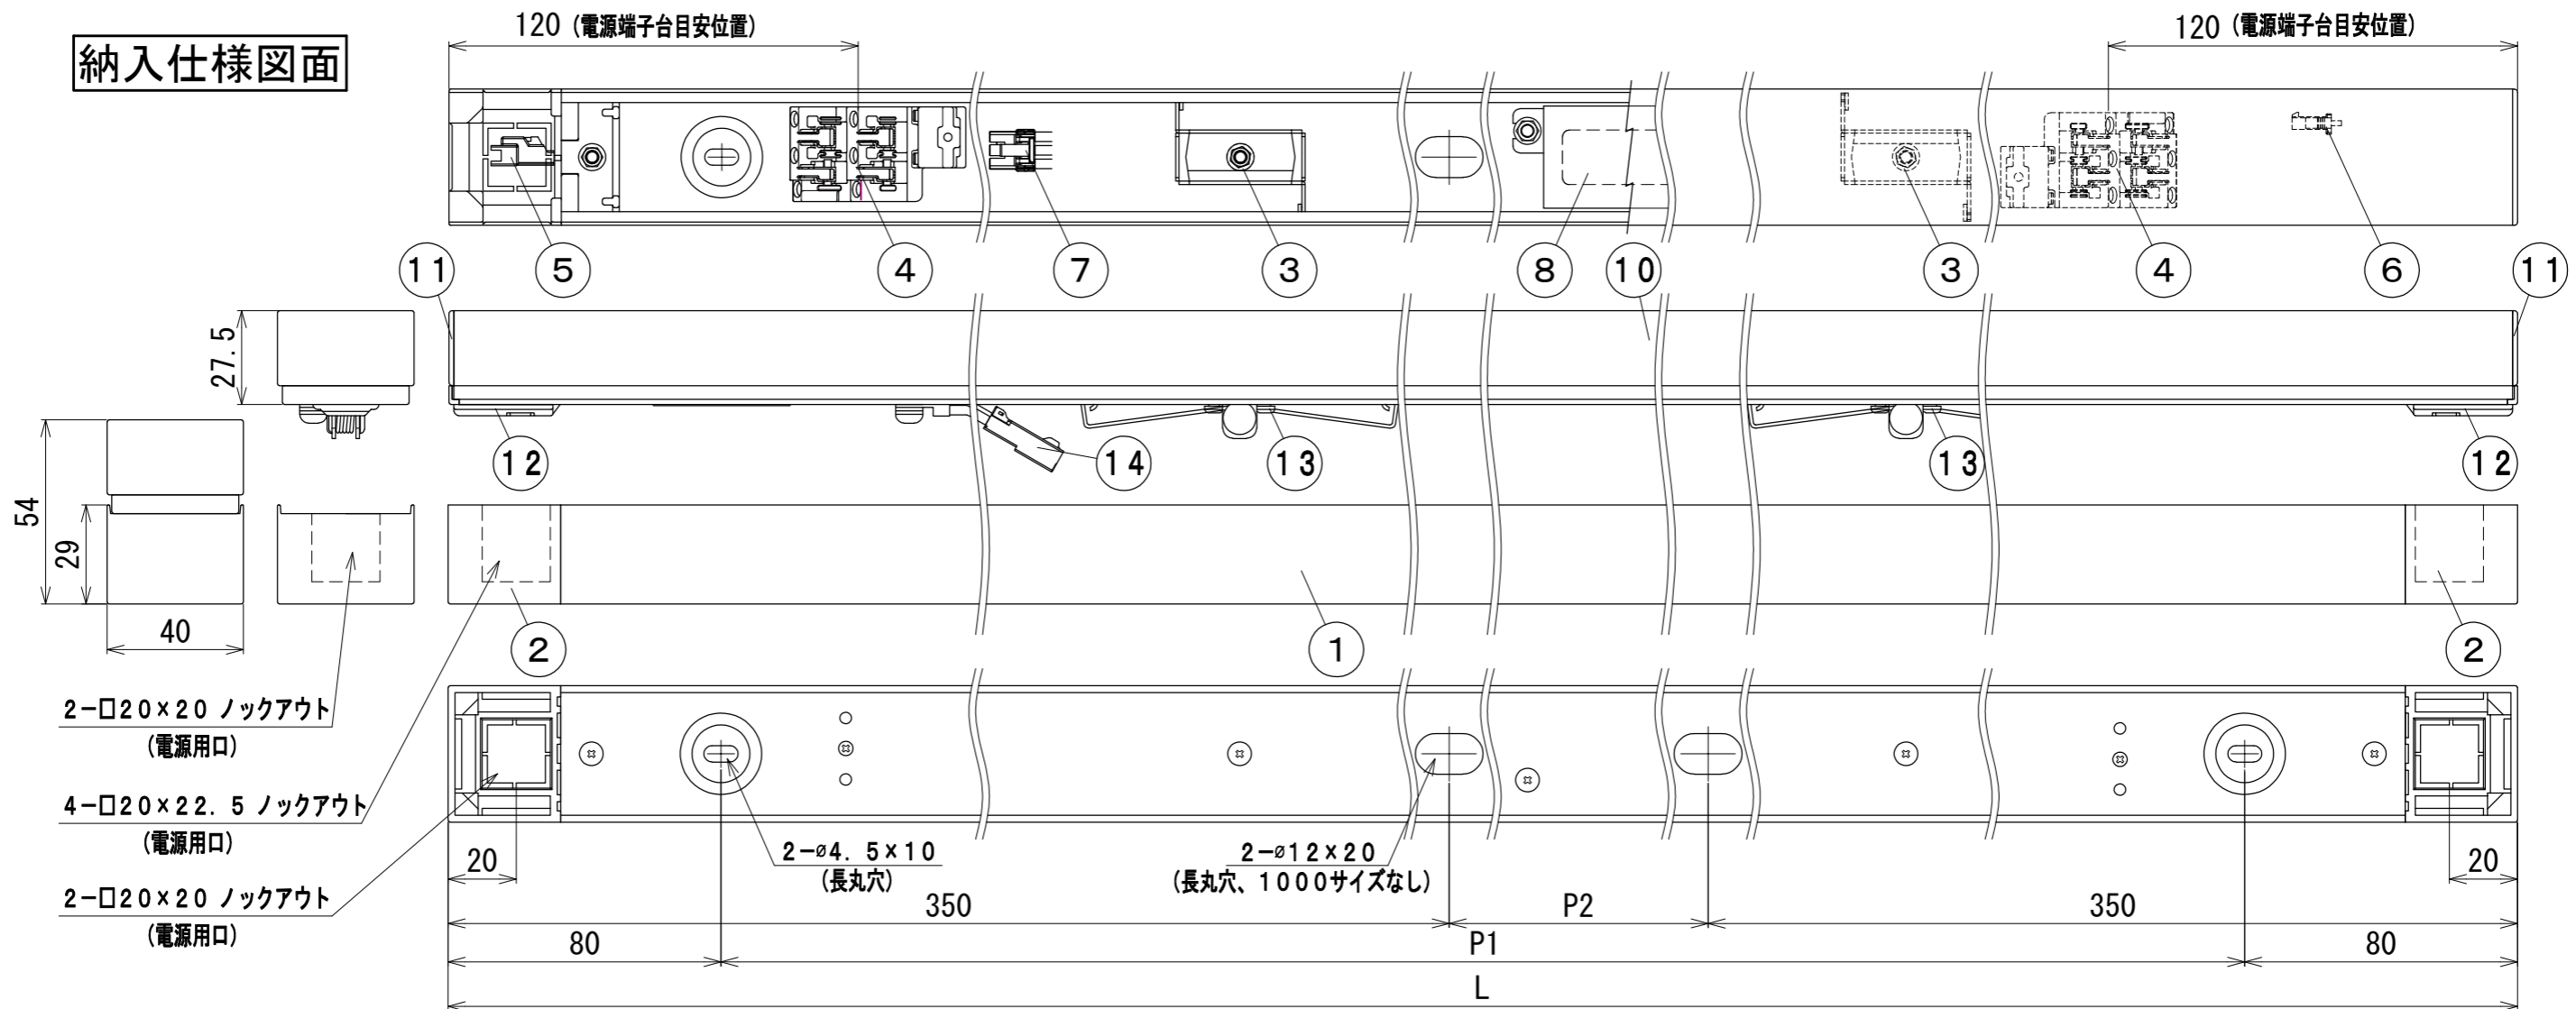 納入仕様図面
120 (電源端子台目安位置)
120 (電源端子台目安位置)
11
5
4
7
3
8
10
3
4
6
11
27.5
12
14
13
13
12
54
29
40
2
1
2
2-□20×20 ノックアウト
(電源用口)
4-□20×22.5 ノックアウト
(電源用口)
2-□20×20 ノックアウト
(電源用口)
20
2-ø4.5×10
(長丸穴)
2-ø12×20
(長丸穴、1000サイズなし)
20
350
P2
350
80
P1
80
L